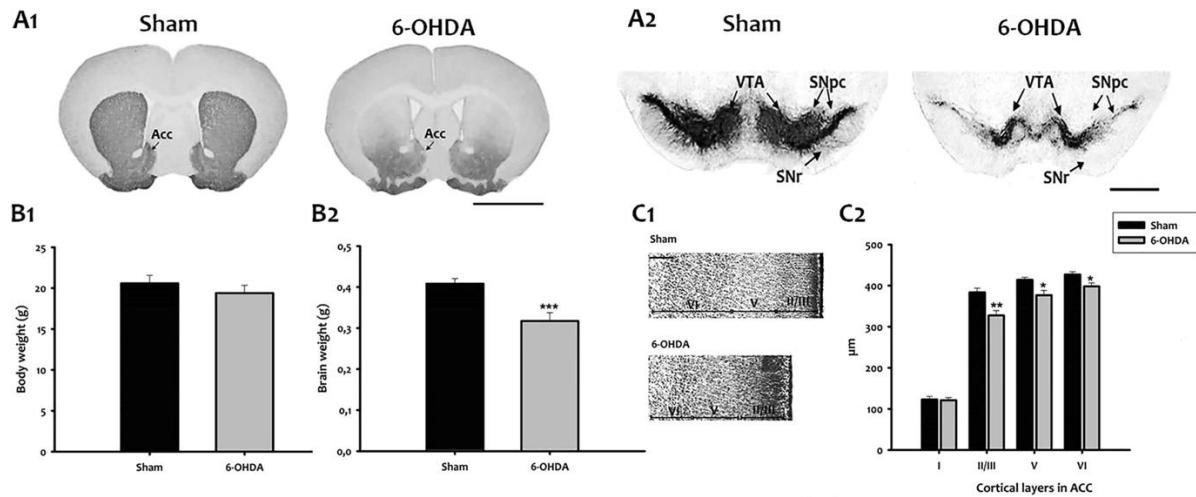 A1
Sham
6-OHDA
Acc
Acc
A2
Sham
6-OHDA
VTA
SNpc
SNr
VTA
SNpc
SNr
B1
Body weight (g)
25
20
15
10
5
0
Sham
6-OHDA
B2
Brain weight (g)
0,5
0,4
0,3
0,2
0,1
0,0
***
Sham
6-OHDA
C1
Sham
VI
V
II/III
6-OHDA
VI
V
II/III
C2
Sham
6-OHDA
µm
500
400
300
200
100
0
**
*
*
I
II/III
V
VI
Cortical layers in ACC